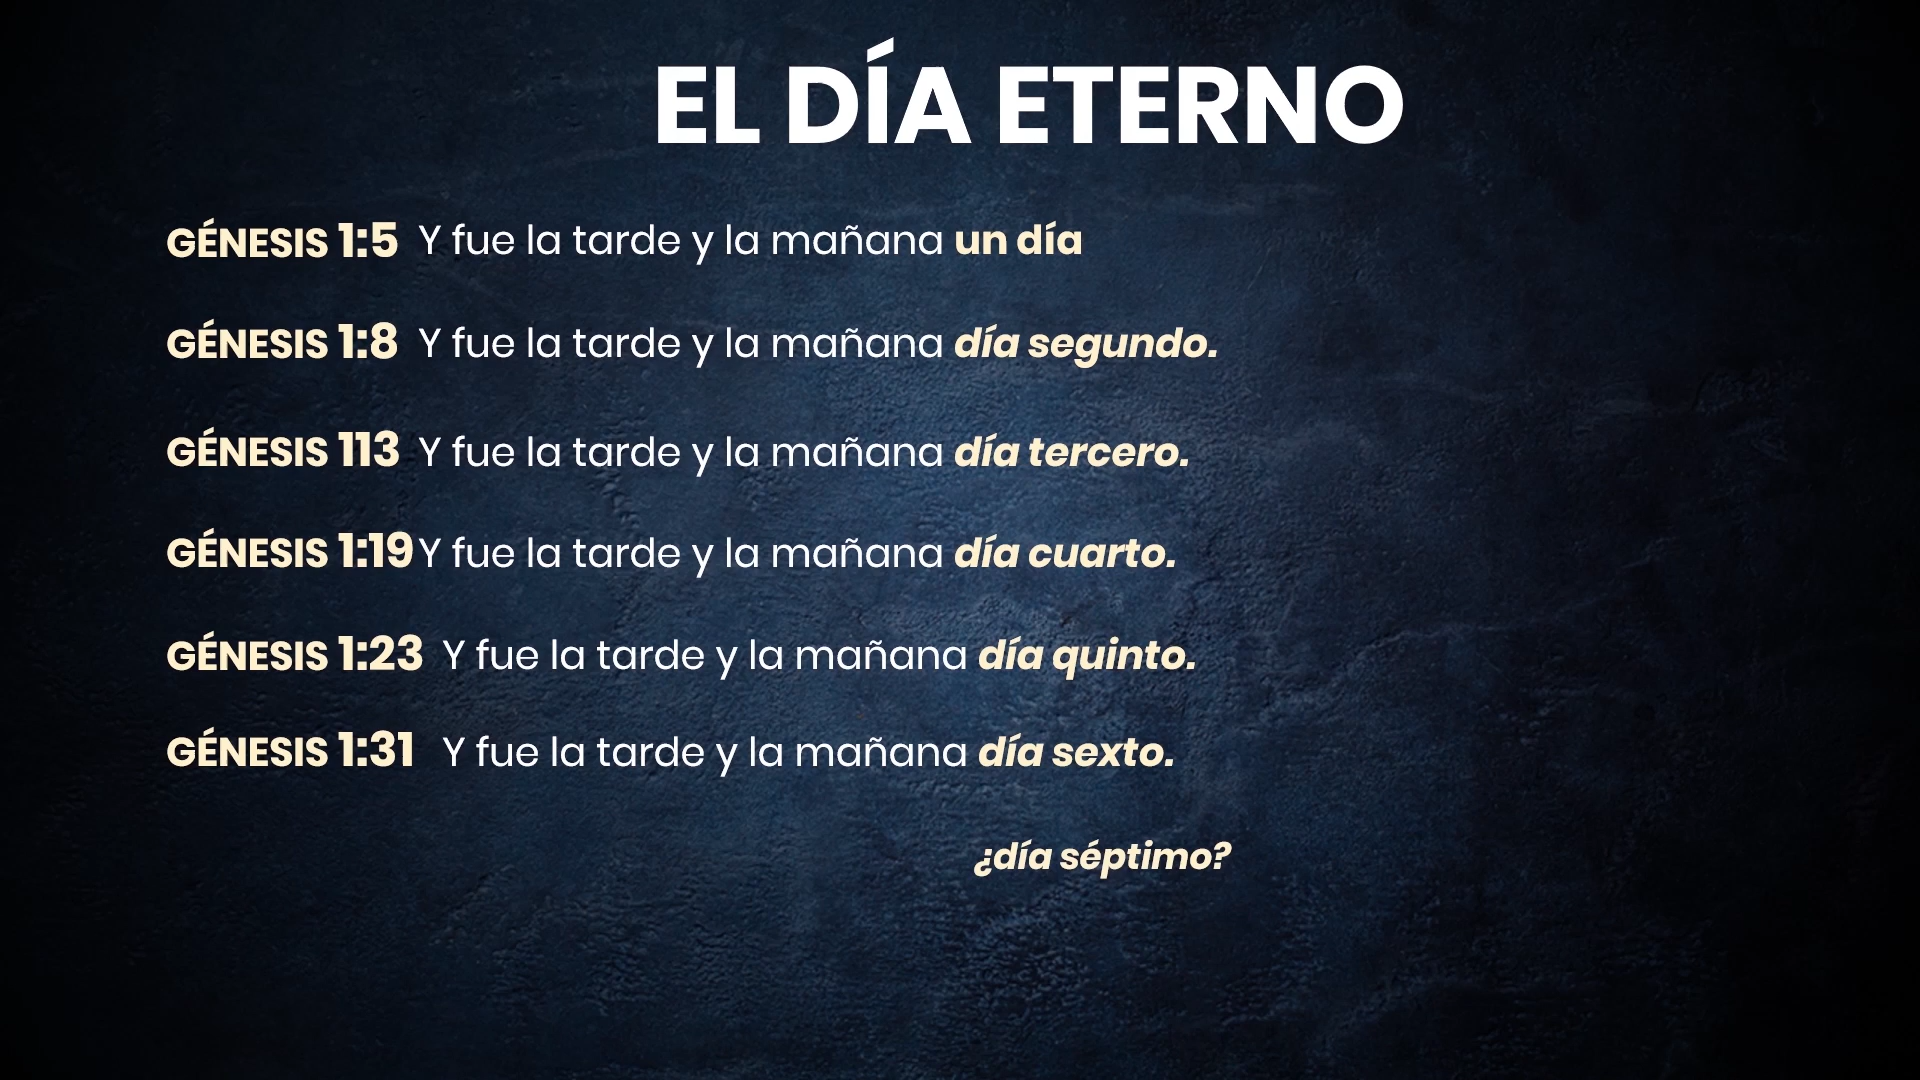 EL DÍA ETERNO
GÉNESIS 1:5 Y fue la tarde y la mañana un día
GÉNESIS 1:8 Y fue la tarde y la mañana día segundo.
GÉNESIS 113 Y fue la tarde y la mañana día tercero.
GÉNESIS 1:19 Y fue la tarde y la mañana día cuarto.
GÉNESIS 1:23 Y fue la tarde y la mañana día quinto.
GÉNESIS 1:31 Y fue la tarde y la mañana día sexto.
¿día séptimo?